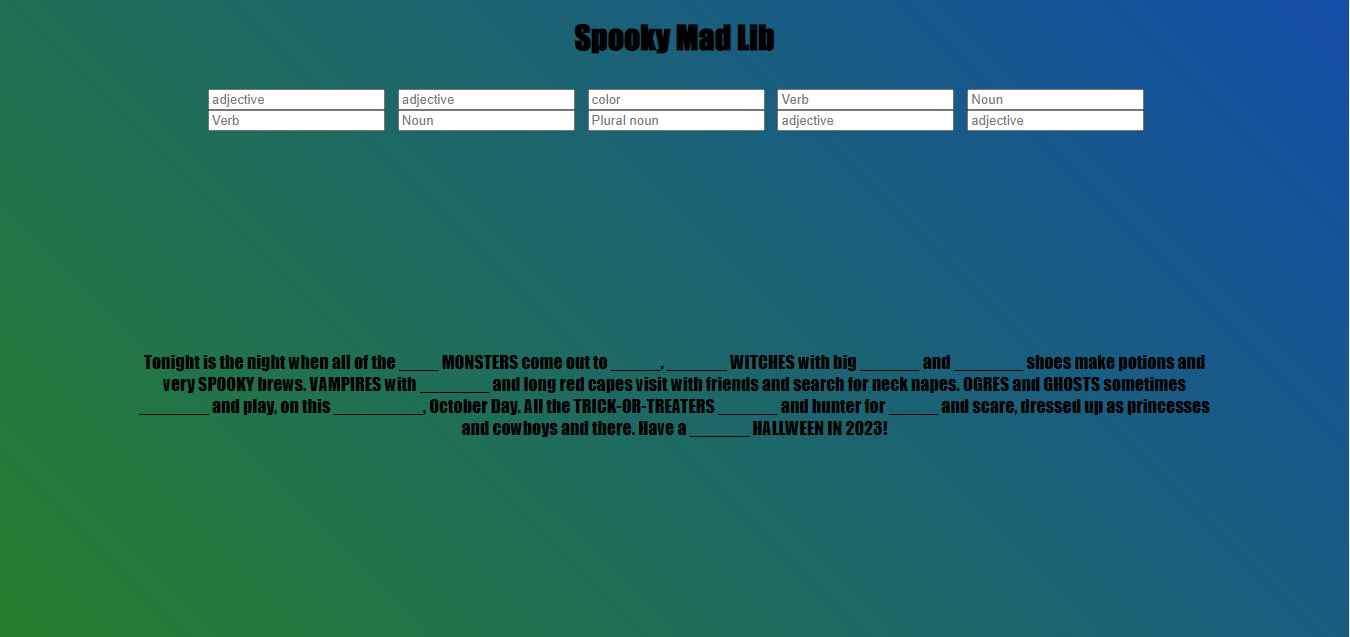 Spooky Mad Lib
adjective adjective color Verb Noun
Verb Noun Plural noun adjective adjective
Tonight is the night when all of the ____ MONSTERS come out to _____. ______ WITCHES with big ______ and _______ shoes make potions and
very SPOOKY brews. VAMPIRES with _______ and long red capes visit with friends and search for neck napes. OGRES and GHOSTS sometimes
_______ and play, on this _________, October Day. All the TRICK-OR-TREATERS ______ and hunter for _____ and scare, dressed up as princesses
and cowboys and there. Have a ______ HALLWEEN IN 2023!